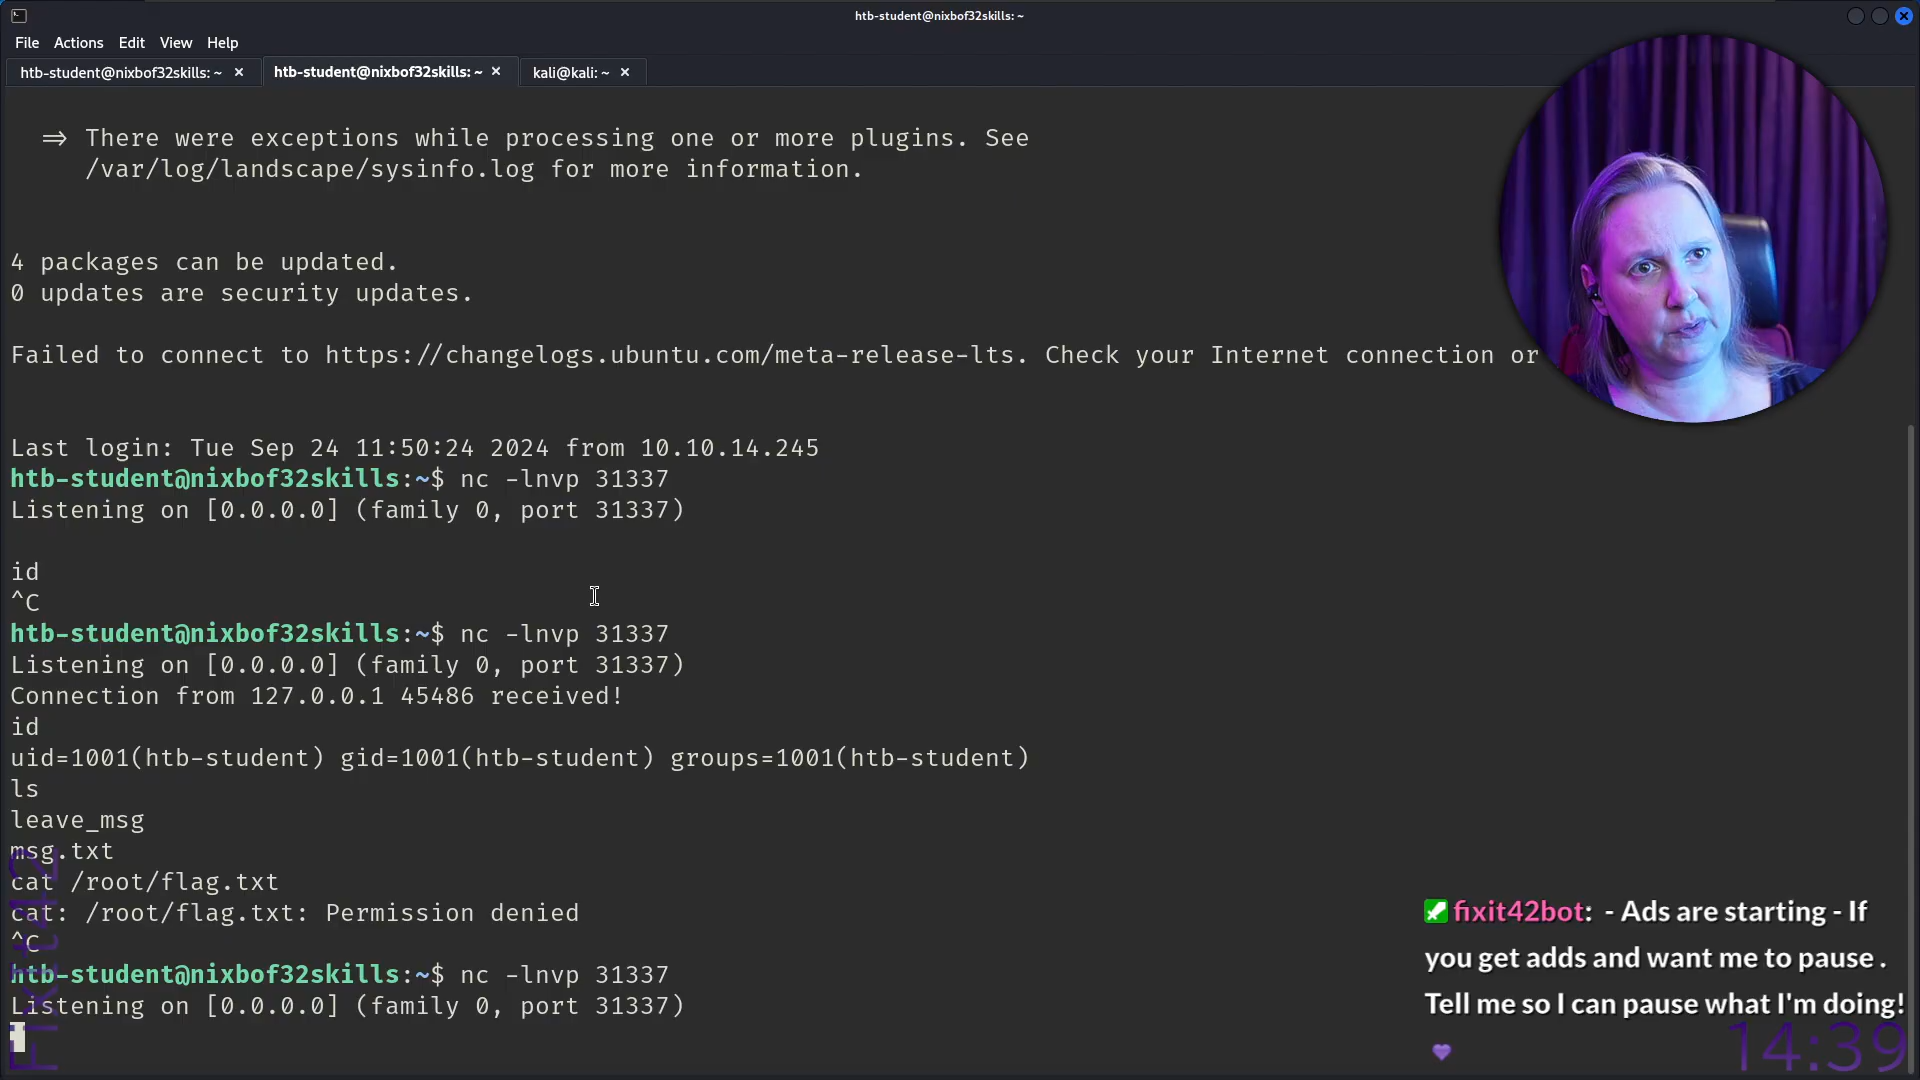 htb-student@nixbof32skills: ~
File Actions Edit View Help
htb-student@nixbof32skills: ~ × htb-student@nixbof32skills: ~ × kali@kali: ~ ×
=> There were exceptions while processing one or more plugins. See
/var/log/landscape/sysinfo.log for more information.
4 packages can be updated.
0 updates are security updates.
Failed to connect to https://changelogs.ubuntu.com/meta-release-lts. Check your Internet connection or
Last login: Tue Sep 24 11:50:24 2024 from 10.10.14.245
htb-student@nixbof32skills:~$ nc -lnvp 31337
Listening on [0.0.0.0] (family 0, port 31337)
id
^C
htb-student@nixbof32skills:~$ nc -lnvp 31337
Listening on [0.0.0.0] (family 0, port 31337)
Connection from 127.0.0.1 45486 received!
id
uid=1001(htb-student) gid=1001(htb-student) groups=1001(htb-student)
ls
leave_msg
msg.txt
cat /root/flag.txt
cat: /root/flag.txt: Permission denied
^C
htb-student@nixbof32skills:~$ nc -lnvp 31337
Listening on [0.0.0.0] (family 0, port 31337)
Fixit42
fixit42bot: - Ads are starting - If
you get adds and want me to pause .
Tell me so I can pause what I'm doing!
14:39